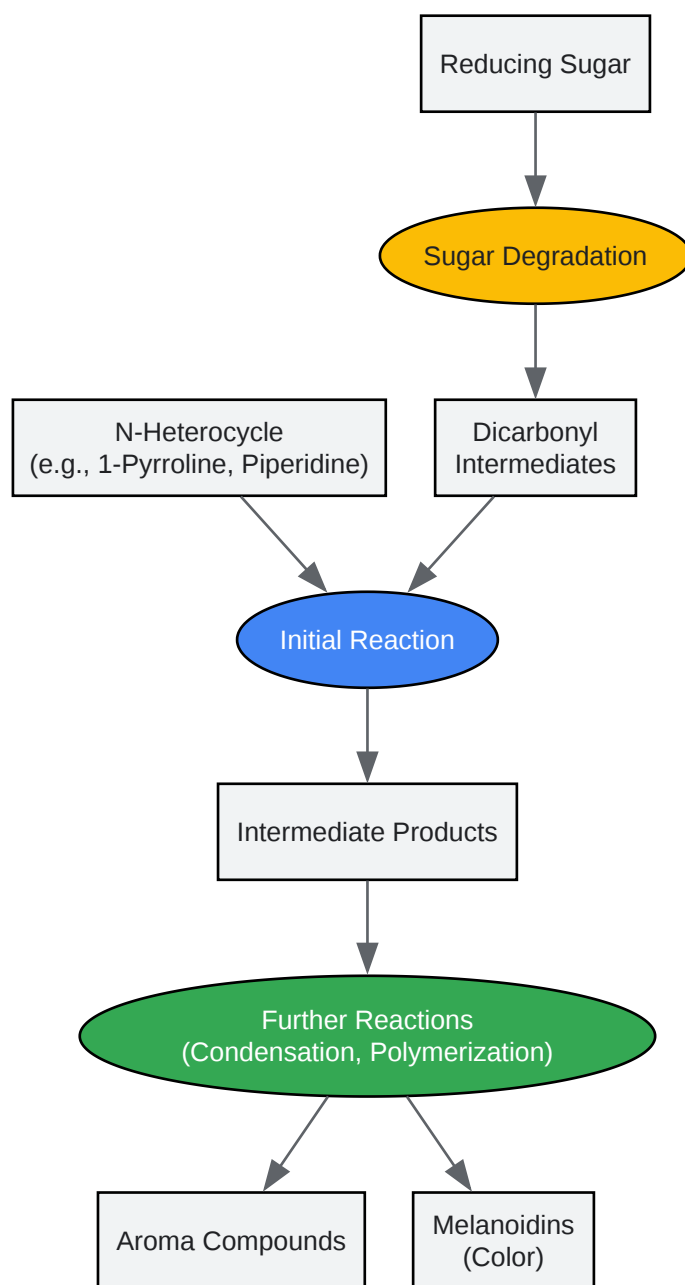 Reducing Sugar
Sugar Degradation
N-Heterocycle
(e.g., 1-Pyrroline, Piperidine)
Dicarbonyl
Intermediates
Initial Reaction
Intermediate Products
Further Reactions
(Condensation, Polymerization)
Aroma Compounds
Melanoidins
(Color)